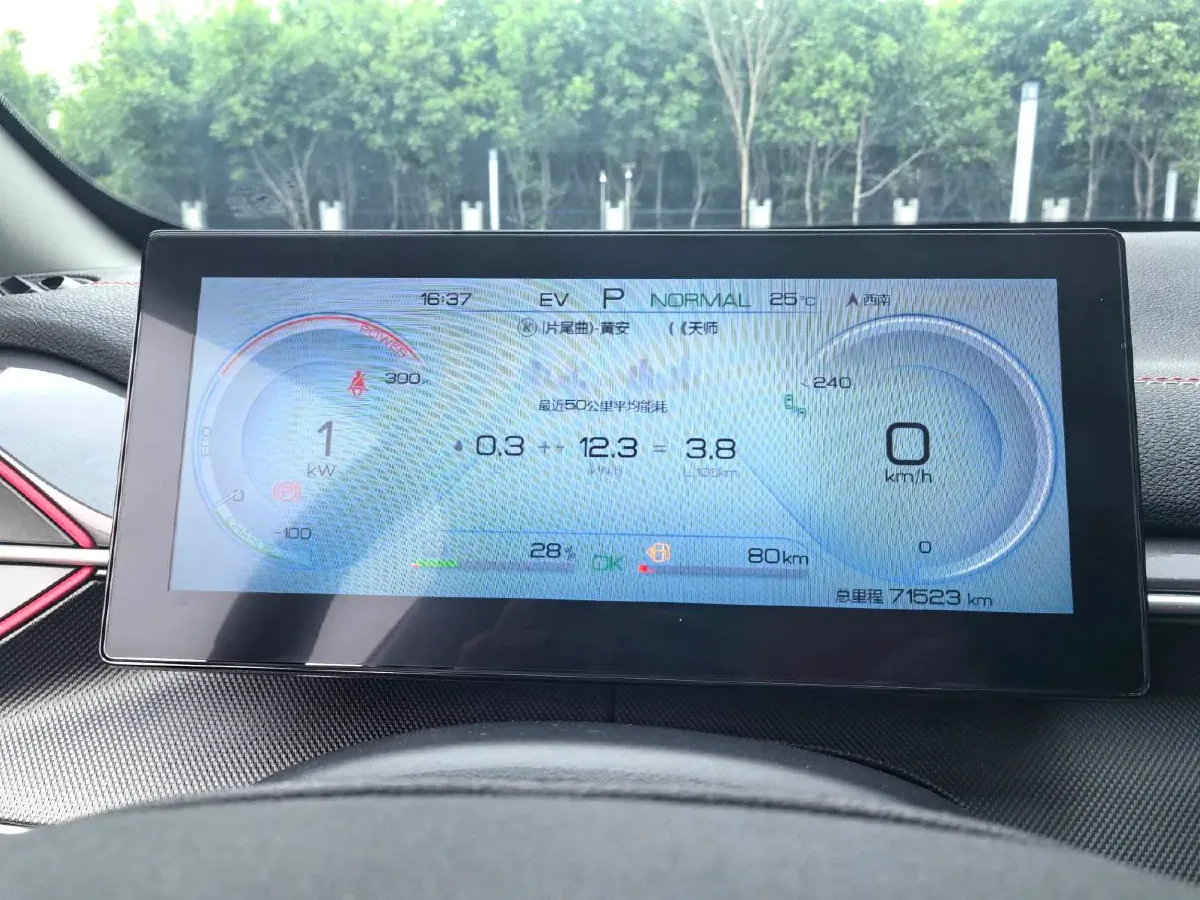 16:37 EV P NORMAL 25℃ 西南
K 片尾曲)-黄安 (《天师
POWER
300
240
最近50公里平均能耗
1
kW
0.3 + 12.3 = 3.8
kW·h L/100km
0
km/h
0
-100
28% OK 80km
0
总里程 71523 km